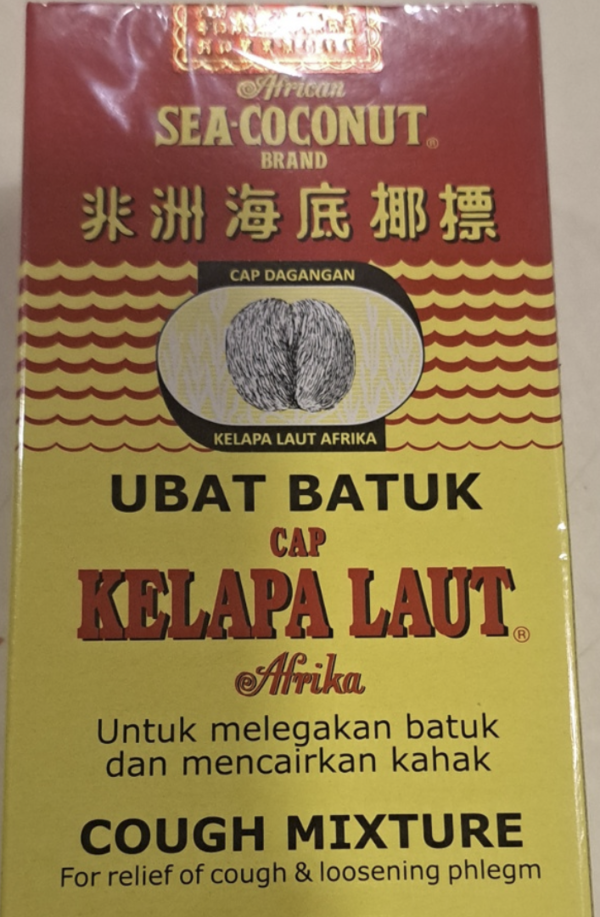 African
SEA-COCONUT®
BRAND
非洲海底椰標
CAP DAGANGAN
KELAPA LAUT AFRIKA
UBAT BATUK
CAP
KELAPA LAUT®
Afrika
Untuk melegakan batuk
dan mencairkan kahak
COUGH MIXTURE
For relief of cough & loosening phlegm